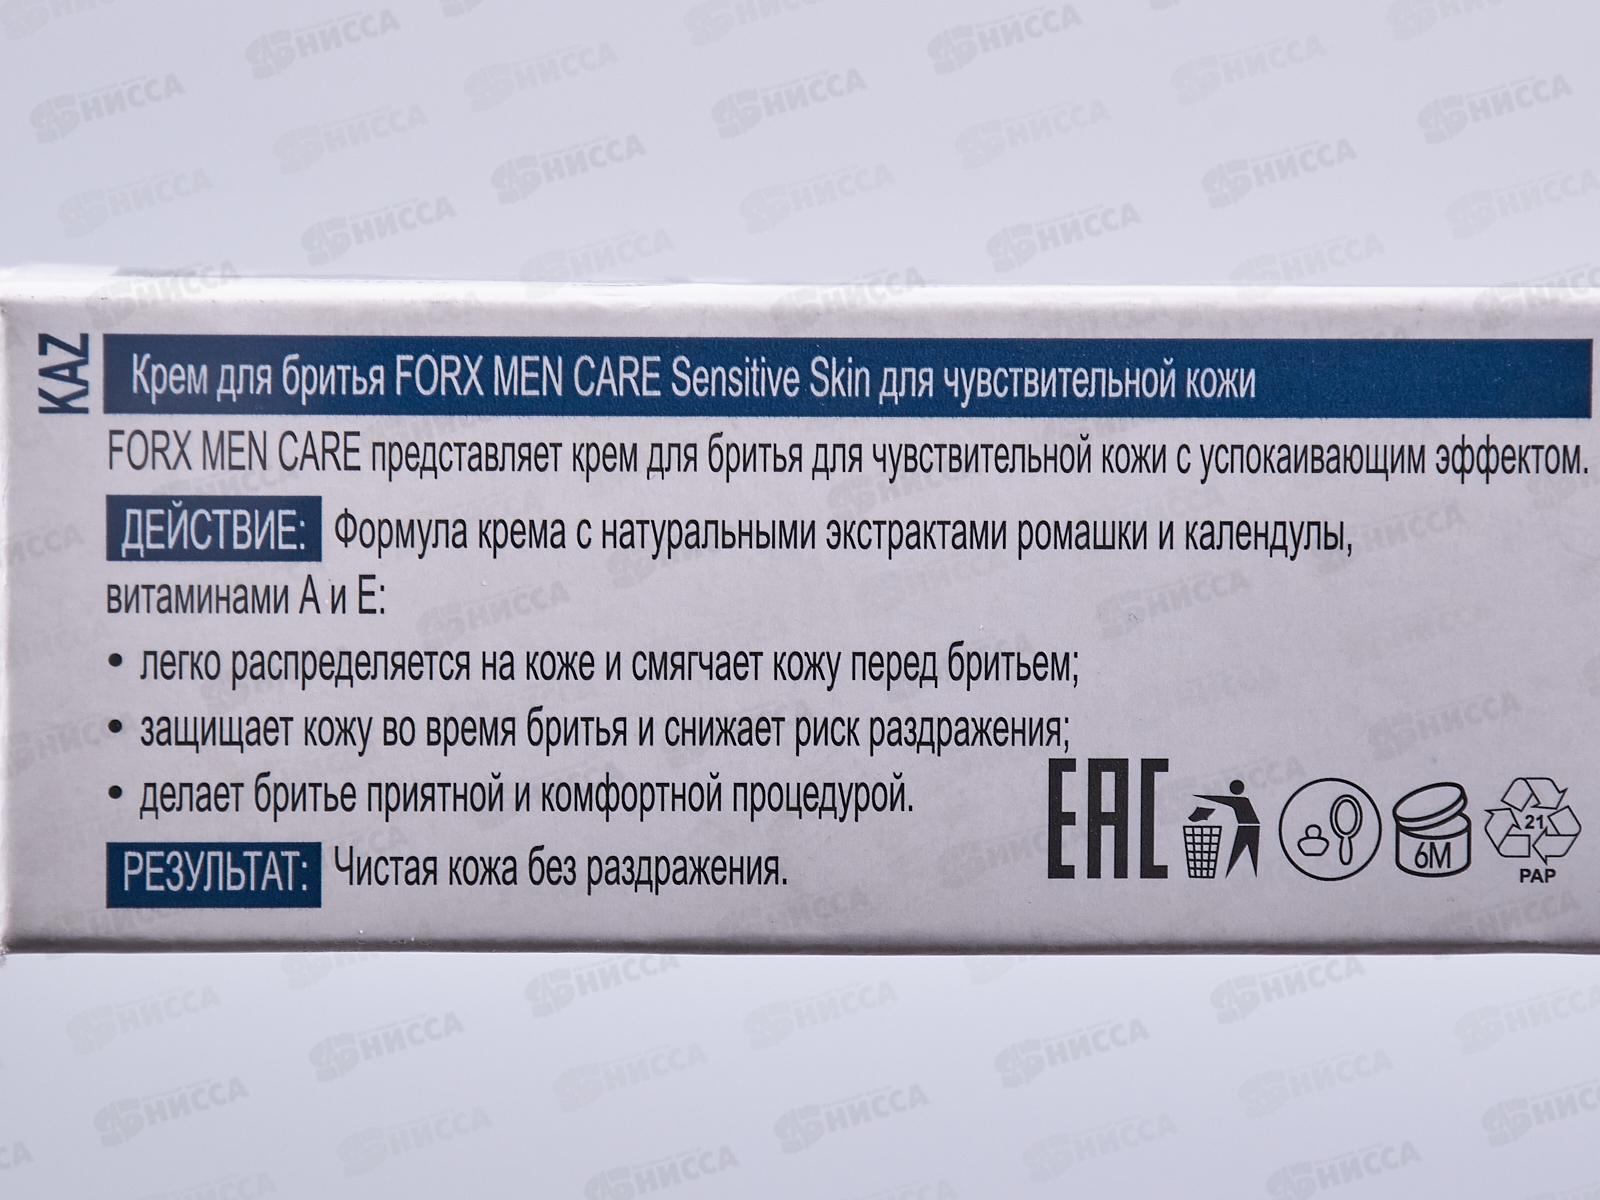 KAZ
Крем для бритья FORX MEN CARE Sensitive Skin для чувствительной кожи
FORX MEN CARE представляет крем для бритья для чувствительной кожи с успокаивающим эффектом.
ДЕЙСТВИЕ: Формула крема с натуральными экстрактами ромашки и календулы,
витаминами А и Е:
• легко распределяется на коже и смягчает кожу перед бритьем;
• защищает кожу во время бритья и снижает риск раздражения;
• делает бритье приятной и комфортной процедурой.
РЕЗУЛЬТАТ: Чистая кожа без раздражения.
EAC
6M
21
PAP
НИССА